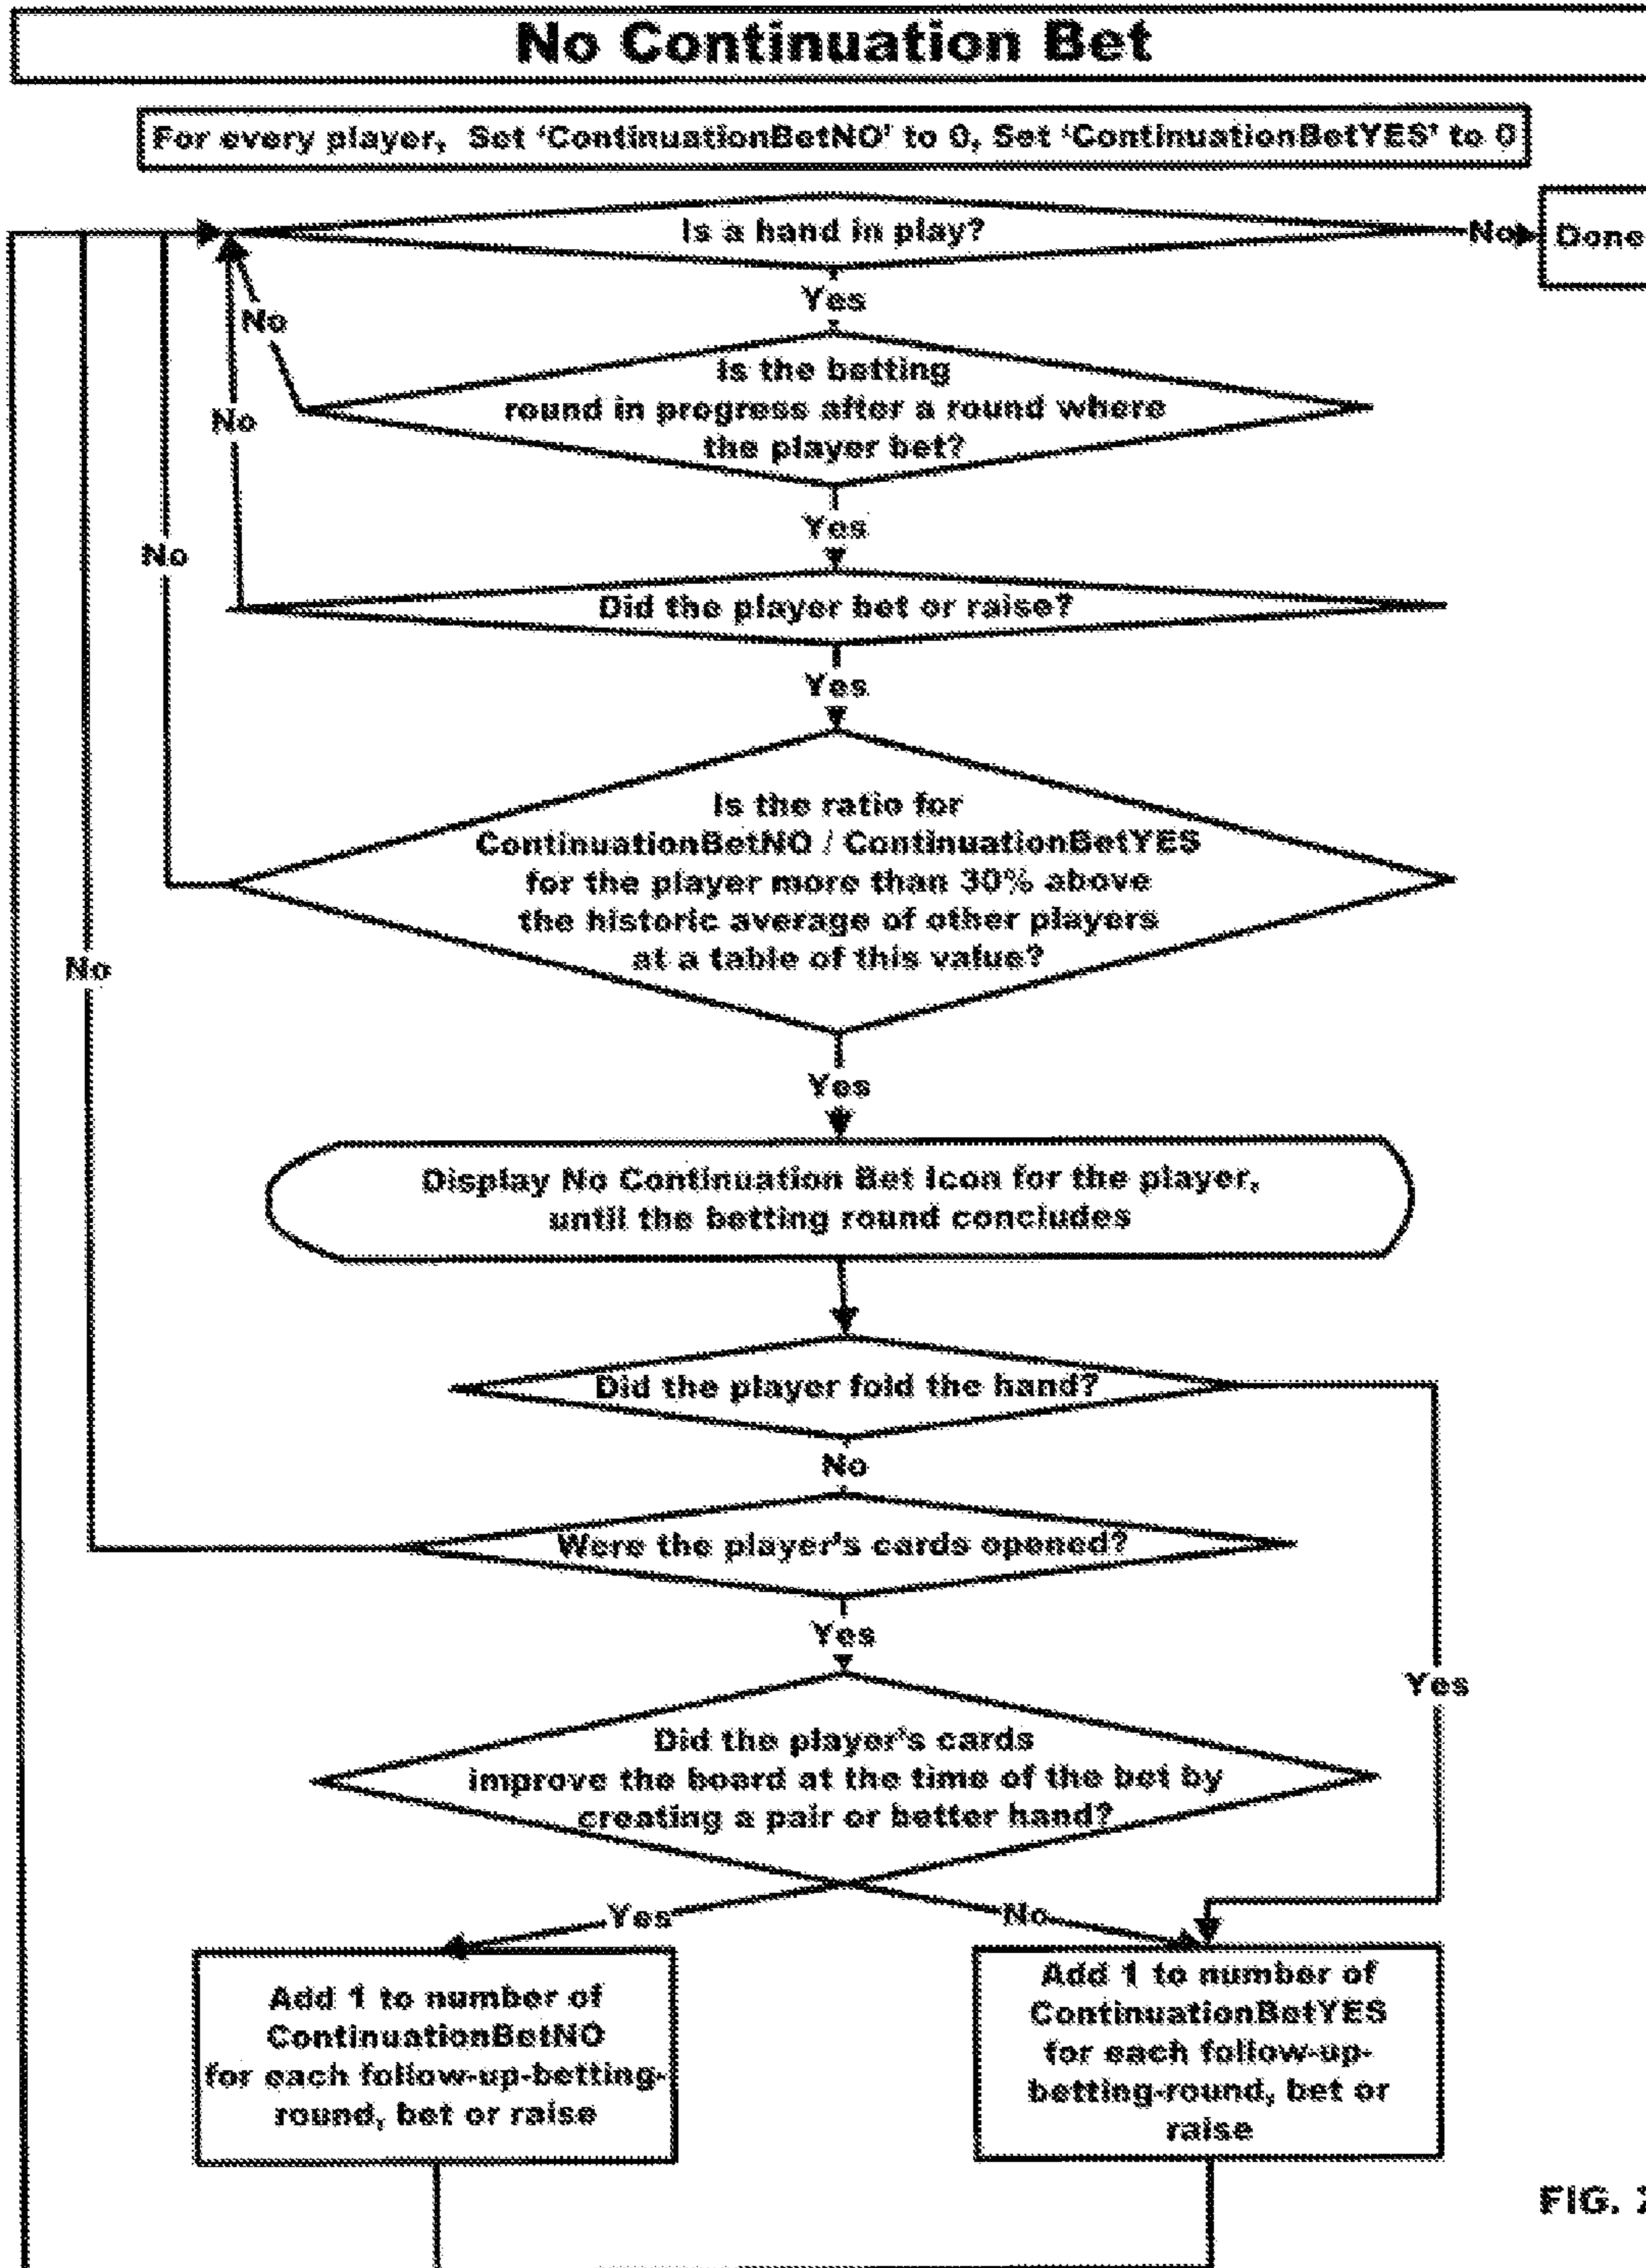 No Continuation Bet
For every player, Set ‘ContinuationBetNO’ to 0, Set ‘ContinuationBetYES’ to 0
Is a hand in play?
No
Done
Yes
No
Is the betting
round in progress after a round where
the player bet?
No
Yes
No
Did the player bet or raise?
Yes
Is the ratio for
ContinuationBetNO / ContinuationBetYES
for the player more than 30% above
the historic average of other players
at a table of this value?
No
Yes
Display No Continuation Bet Icon for the player,
until the betting round concludes
Did the player fold the hand?
No
Were the player's cards opened?
Yes
Yes
Did the player's cards
improve the board at the time of the bet by
creating a pair or better hand?
Yes
No
Add 1 to number of
ContinuationBetNO
for each follow-up-betting-
round, bet or raise
Add 1 to number of
ContinuationBetYES
for each follow-up-
betting-round, bet or
raise
FIG.